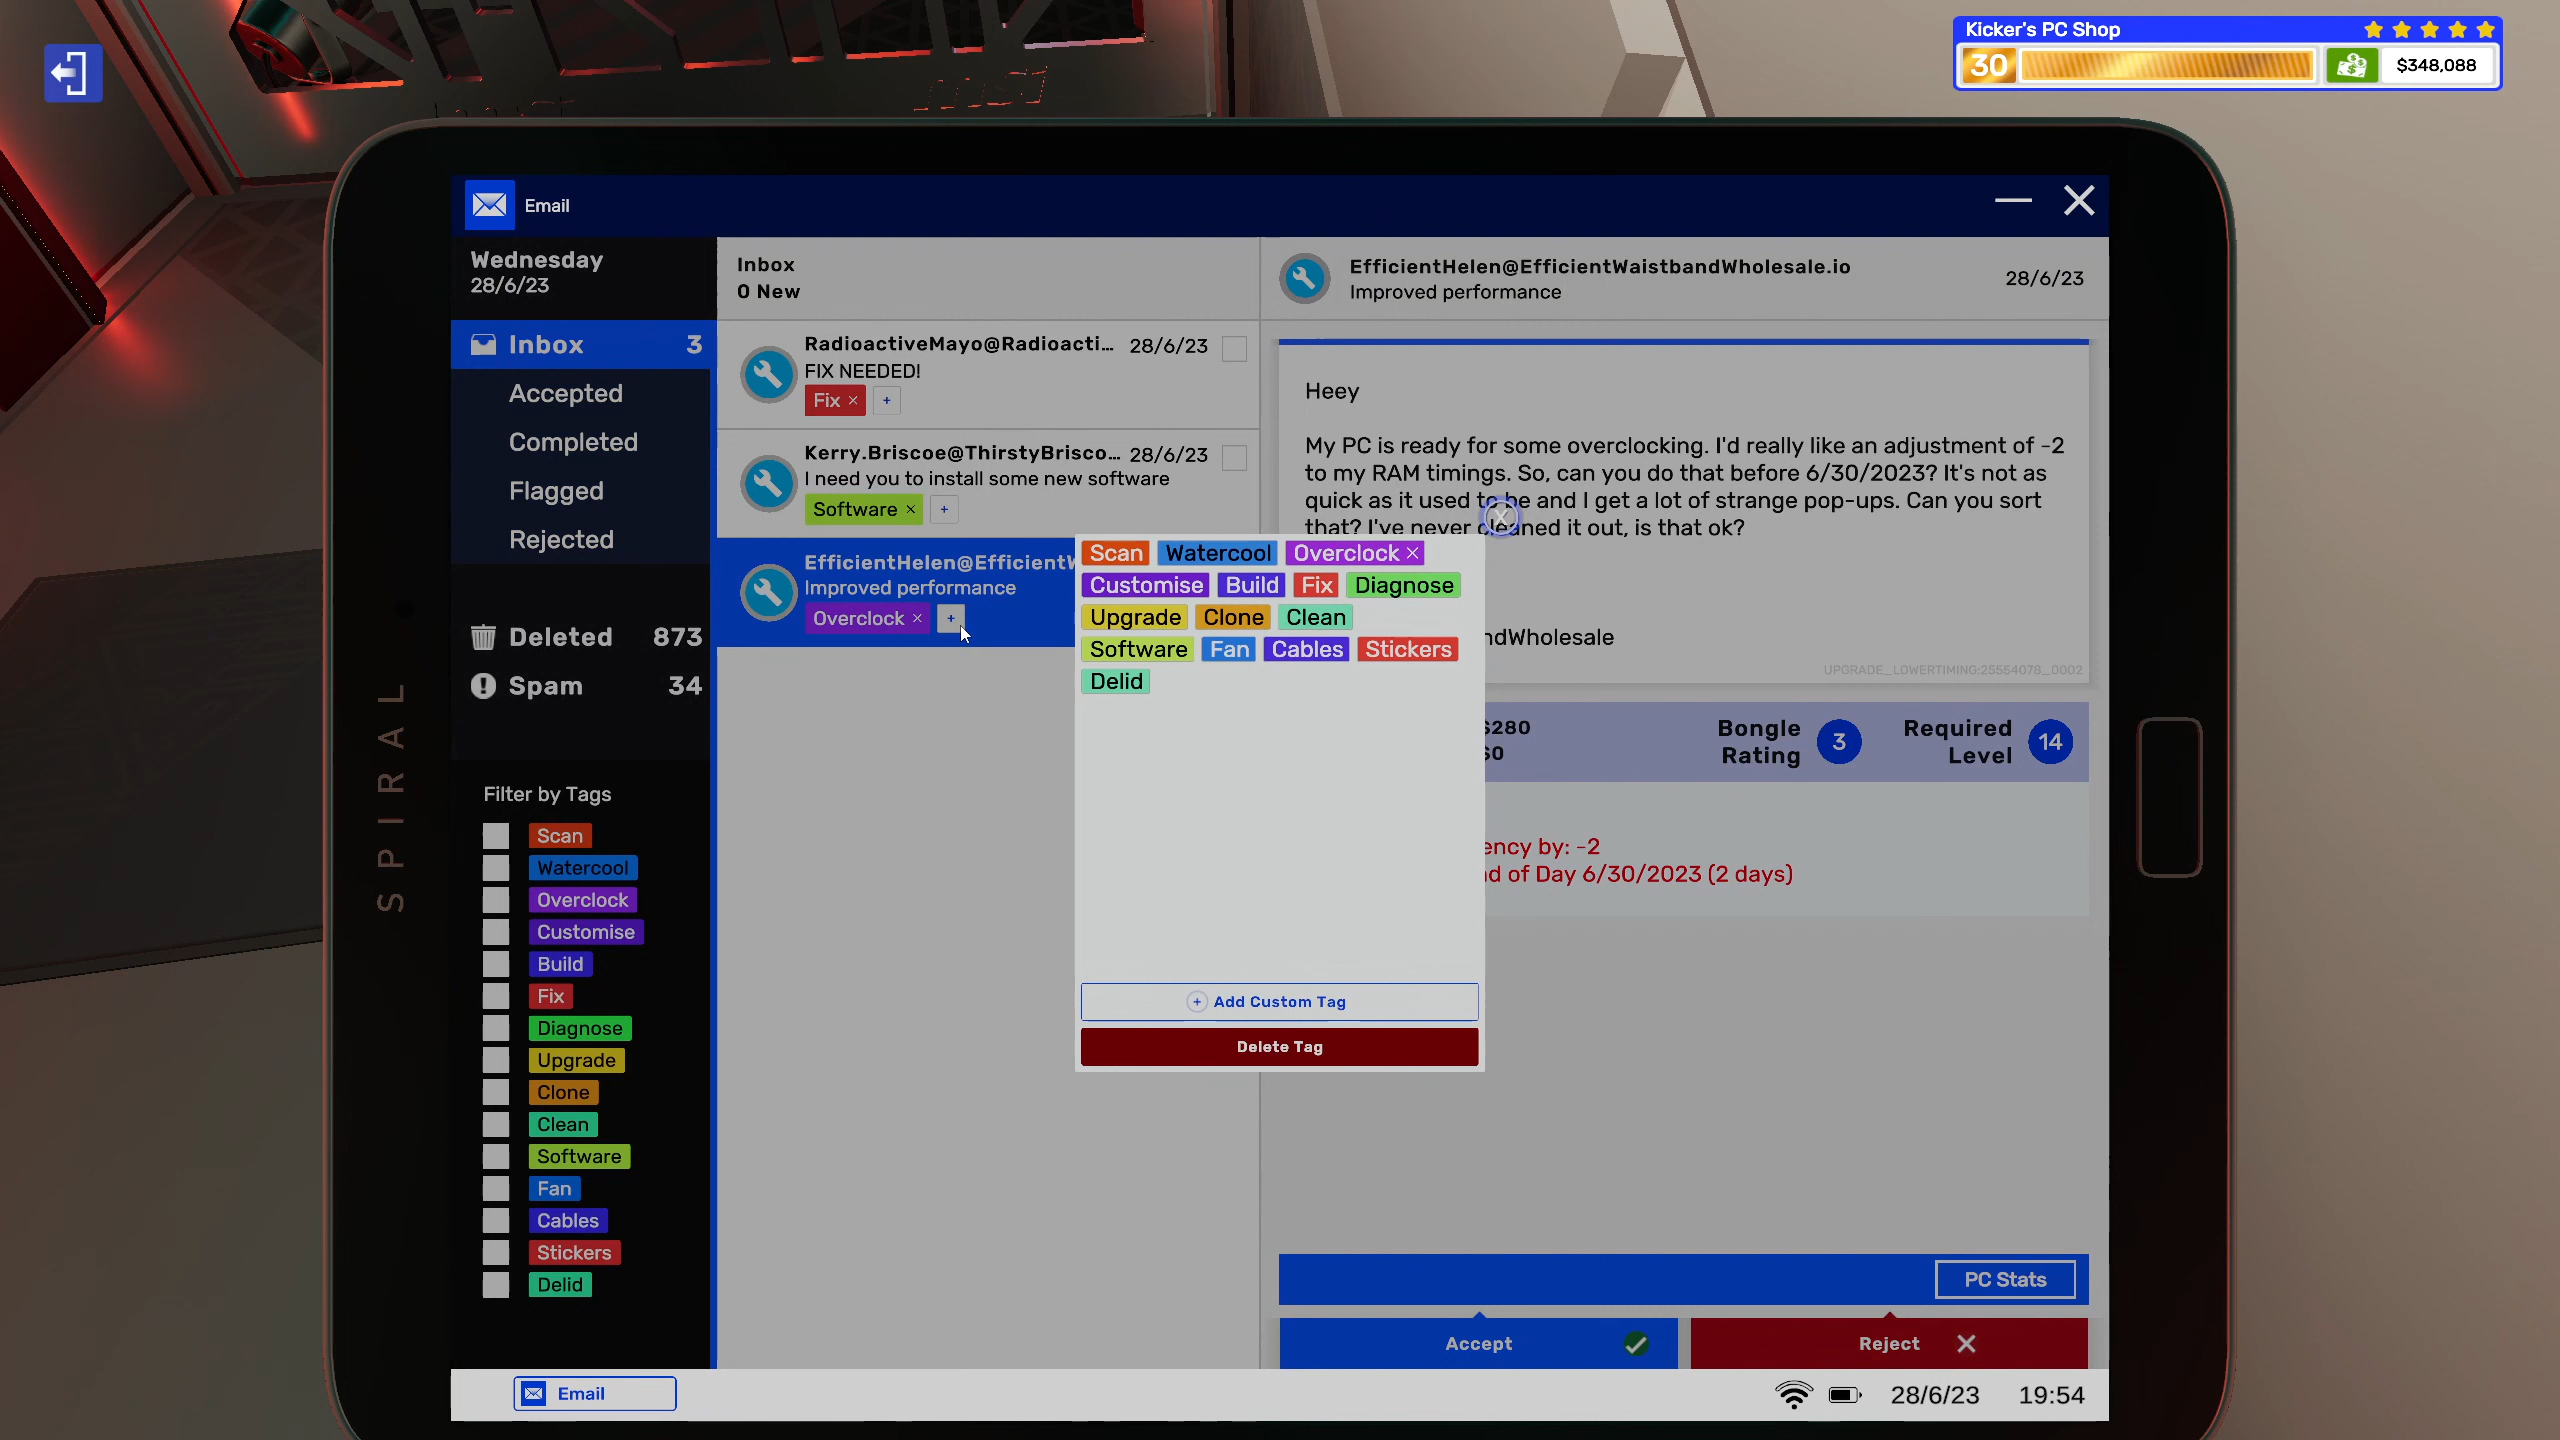 Kicker's PC Shop
30
$348,088
Email
Wednesday
28/6/23
Inbox 3
Accepted
Completed
Flagged
Rejected
Deleted 873
Spam 34
Filter by Tags
Scan
Watercool
Overclock
Customise
Build
Fix
Diagnose
Upgrade
Clone
Clean
Software
Fan
Cables
Stickers
Delid
Inbox
0 New
RadioactiveMayo@Radioacti... 28/6/23
FIX NEEDED!
Fix × +
Kerry.Briscoe@ThirstyBrisco... 28/6/23
I need you to install some new software
Software × +
EfficientHelen@EfficientW
Improved performance
Overclock × +
EfficientHelen@EfficientWaistbandWholesale.io 28/6/23
Improved performance
Heey
My PC is ready for some overclocking. I'd really like an adjustment of -2
to my RAM timings. So, can you do that before 6/30/2023? It's not as
quick as it used to be and I get a lot of strange pop-ups. Can you sort
that? I've never cleaned it out, is that ok?
ndWholesale
UPGRADE_LOWERTIMING:25554078_0002
$280
$0
Bongle Rating 3
Required Level 14
ency by: -2
nd of Day 6/30/2023 (2 days)
X
Scan Watercool Overclock ×
Customise Build Fix Diagnose
Upgrade Clone Clean
Software Fan Cables Stickers
Delid
+ Add Custom Tag
Delete Tag
PC Stats
Accept
Reject
Email
28/6/23 19:54
SPIRAL